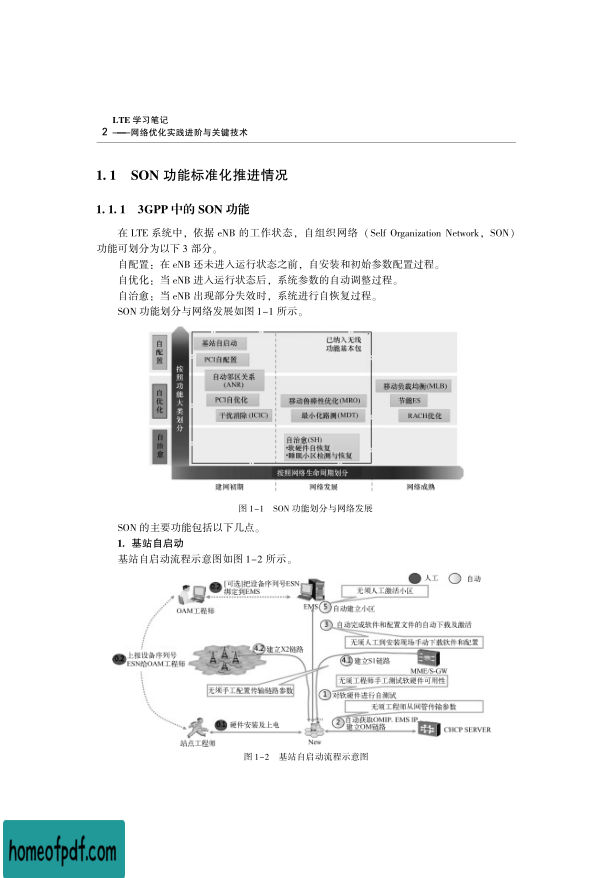 LTE 学习笔记
2 ——网络优化实践进阶与关键技术
1.1 SON 功能标准化推进情况
1.1.1 3GPP 中的 SON 功能
在 LTE 系统中，依据 eNB 的工作状态，自组织网络（Self Organization Network，SON）
功能可划分为以下 3 部分。
自配置：在 eNB 还未进入运行状态之前，自安装和初始参数配置过程。
自优化：当 eNB 进入运行状态后，系统参数的自动调整过程。
自治愈：当 eNB 出现部分失效时，系统进行自恢复过程。
SON 功能划分与网络发展如图 1-1 所示。
自配置
自优化
自治愈
按照功能大类划分
基站自启动
PCI自配置
已纳入无线
功能基本包
自动邻区关系
(ANR)
PCI自优化
干扰消除 (ICIC)
移动鲁棒性优化(MRO)
最小化路测(MDT)
移动负载均衡(MLB)
节能ES
RACH优化
自治愈(SH)
•软硬件自恢复
•睡眠小区检测与恢复
按照网络生命周期划分
建网初期
网络发展
网络成熟
图 1-1 SON 功能划分与网络发展
SON 的主要功能包括以下几点。
1. 基站自启动
基站自启动流程示意图如图 1-2 所示。
人工 自动
[可选]把设备序列号ESN
绑定到EMS
OAM工程师
EMS
无须人工激活小区
5 自动建立小区
3 自动完成软件和配置文件的自动下载及激活
无须人工到安装现场手动下载软件和配置
4.2 建立X2链路
4.1 建立S1链路
MME/S-GW
0.2 上报设备序列号
ESN给OAM工程师
无须工程师手工测试软硬件可用性
无须手工配置传输链路参数
1 对软硬件进行自测试
无须工程师从网管传输参数
0.1 硬件安装及上电
2 自动获取OMIP, EMS IP,
建立OM链路
CHCP SERVER
站点工程师
New
图 1-2 基站自启动流程示意图
homeofpdf.com